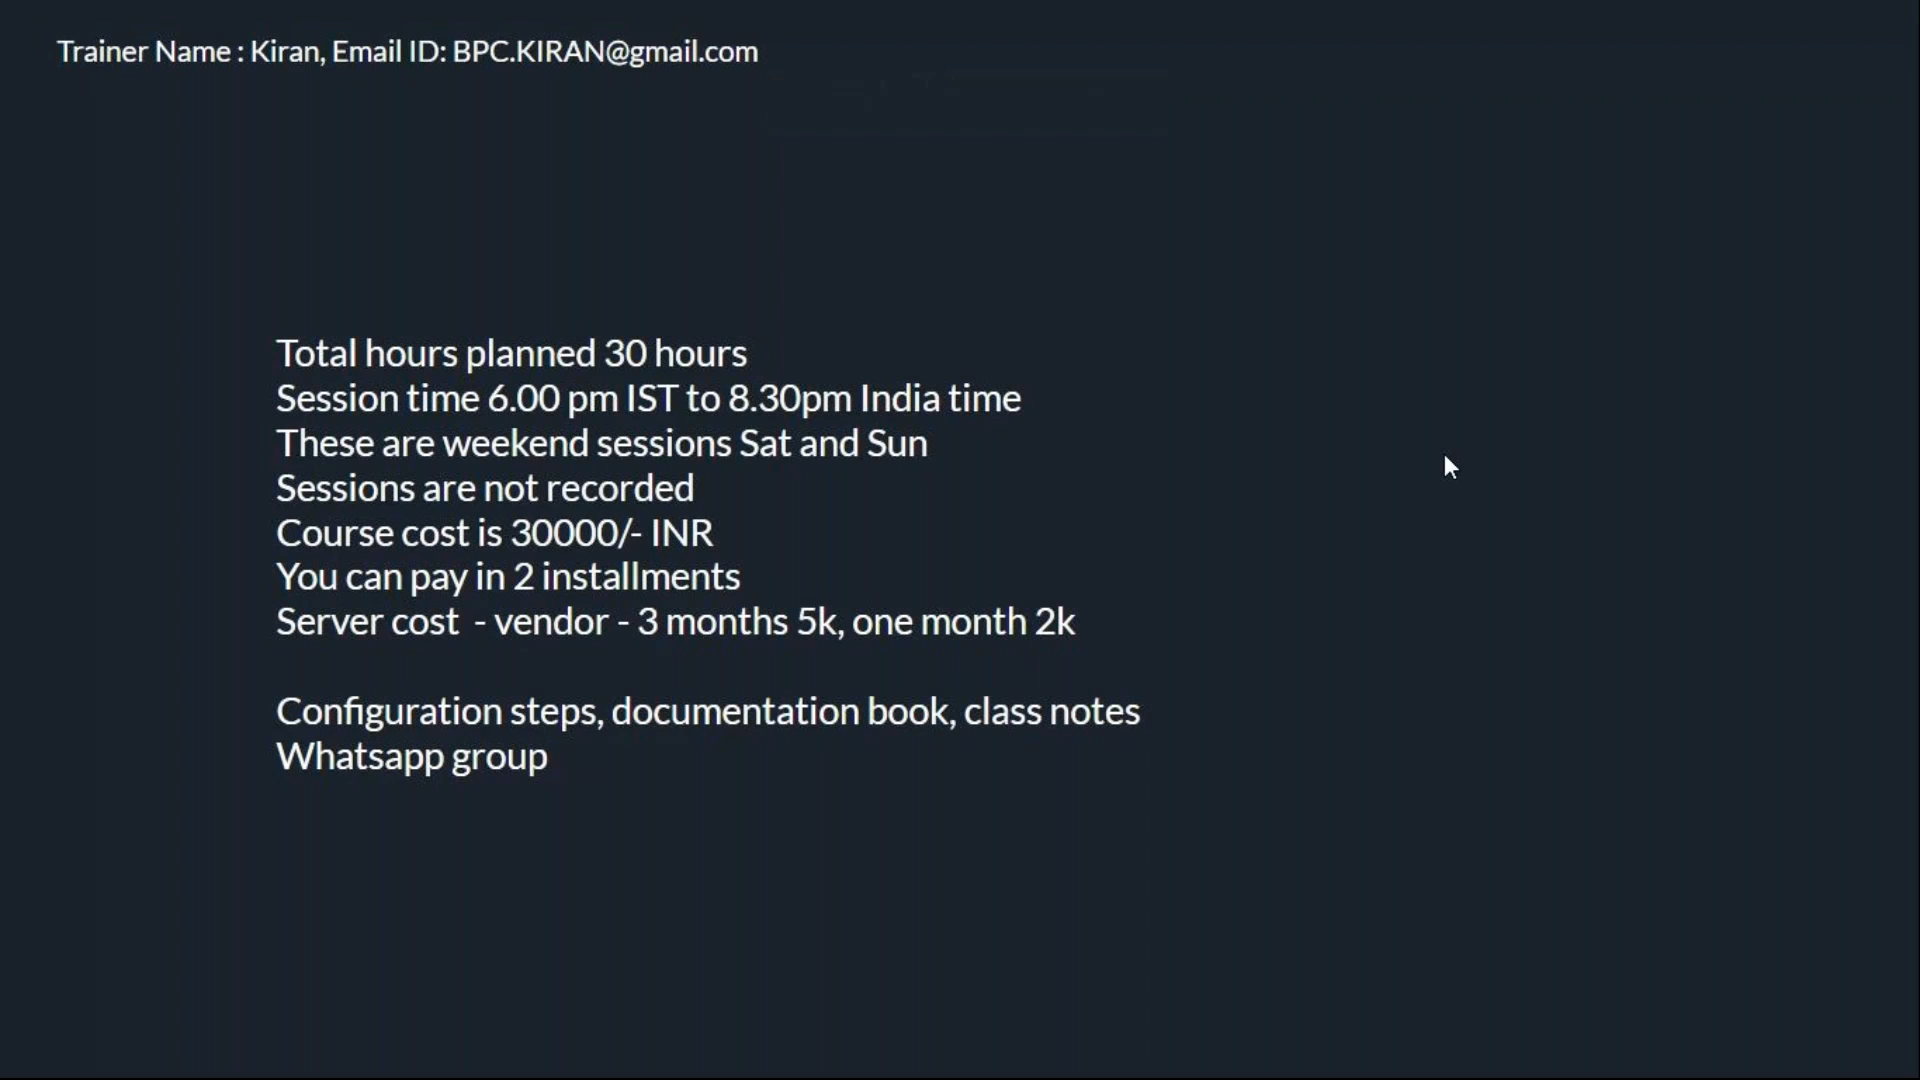 Trainer Name : Kiran, Email ID: BPC.KIRAN@gmail.com
Total hours planned 30 hours
Session time 6.00 pm IST to 8.30pm India time
These are weekend sessions Sat and Sun
Sessions are not recorded
Course cost is 30000/- INR
You can pay in 2 installments
Server cost  - vendor - 3 months 5k, one month 2k
Configuration steps, documentation book, class notes
Whatsapp group